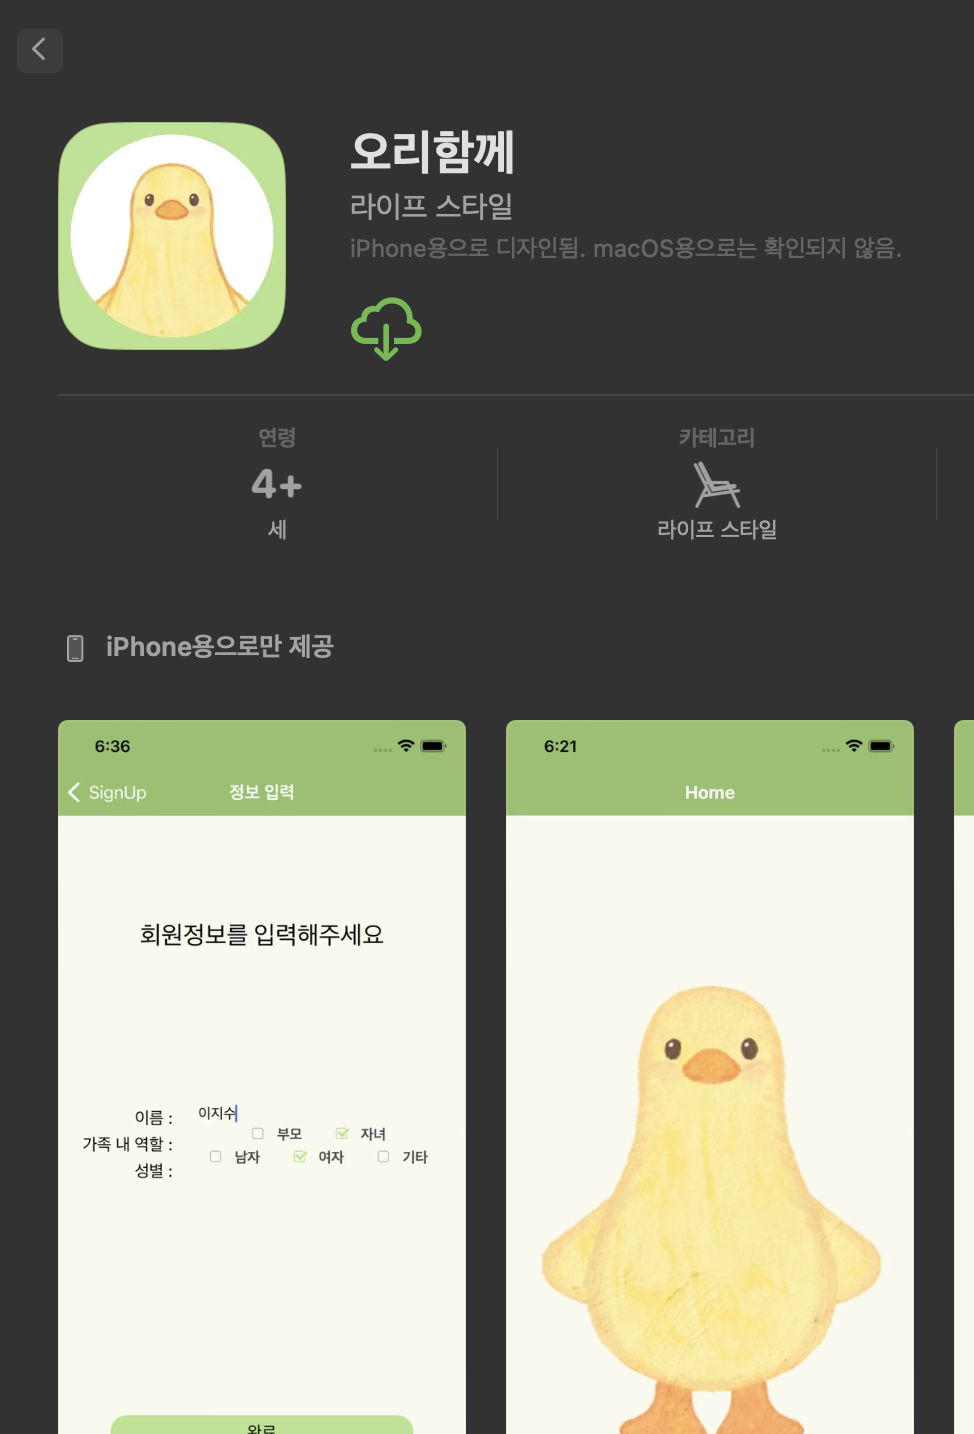 오리함께
라이프 스타일
iPhone용으로 디자인됨. macOS용으로는 확인되지 않음.
연령
4+
세
카테고리
라이프 스타일
iPhone용으로만 제공
6:36
SignUp 정보 입력
회원정보를 입력해주세요
이름 : 이지수
가족 내 역할 : 부모 자녀
성별 : 남자 여자 기타
완료
6:21
Home